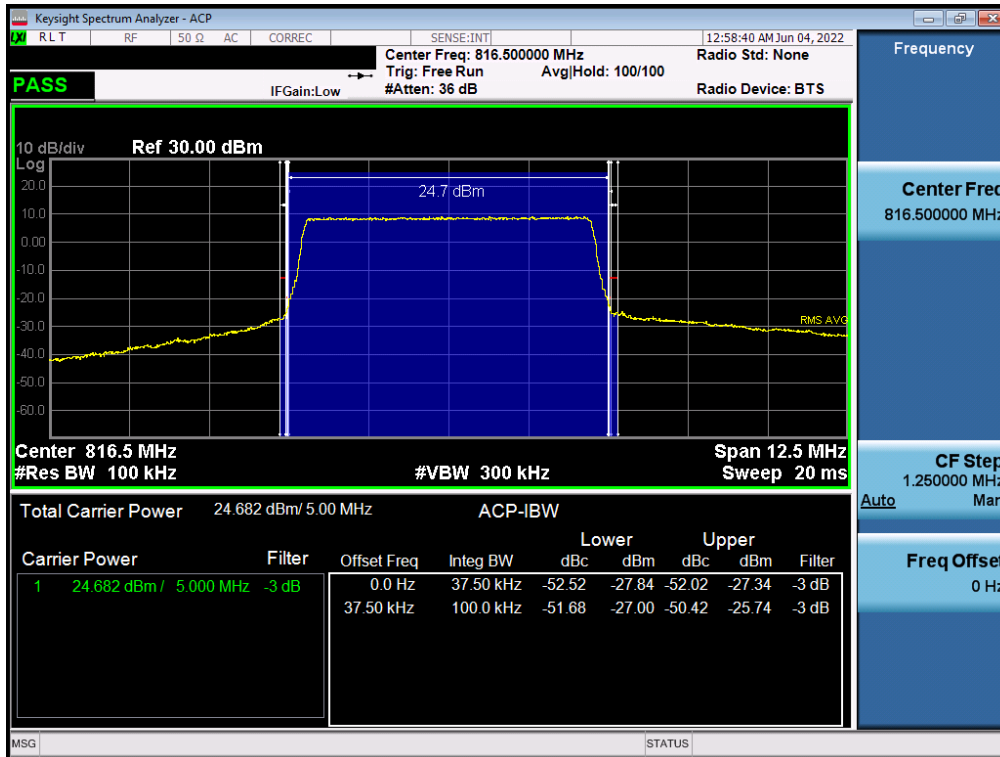 Keysight Spectrum Analyzer - ACP
LXI RLT RF 50 Ω AC CORREC SENSE:INT 12:58:40 AM Jun 04, 2022
Center Freq: 816.500000 MHz Radio Std: None
Trig: Free Run Avg|Hold: 100/100
PASS IFGain:Low #Atten: 36 dB Radio Device: BTS
10 dB/div Ref 30.00 dBm
Log
20.0
24.7 dBm
10.0
0.00
-10.0
-20.0
-30.0
RMS AVG
-40.0
-50.0
-60.0
Center 816.5 MHz Span 12.5 MHz
#Res BW 100 kHz #VBW 300 kHz Sweep 20 ms
Total Carrier Power 24.682 dBm/ 5.00 MHz ACP-IBW
Lower Upper
Carrier Power Filter Offset Freq Integ BW dBc dBm dBc dBm Filter
1 24.682 dBm / 5.000 MHz -3 dB 0.0 Hz 37.50 kHz -52.52 -27.84 -52.02 -27.34 -3 dB
37.50 kHz 100.0 kHz -51.68 -27.00 -50.42 -25.74 -3 dB
MSG STATUS
Frequency
Center Freq
816.500000 MHz
CF Step
1.250000 MHz
Auto Man
Freq Offset
0 Hz